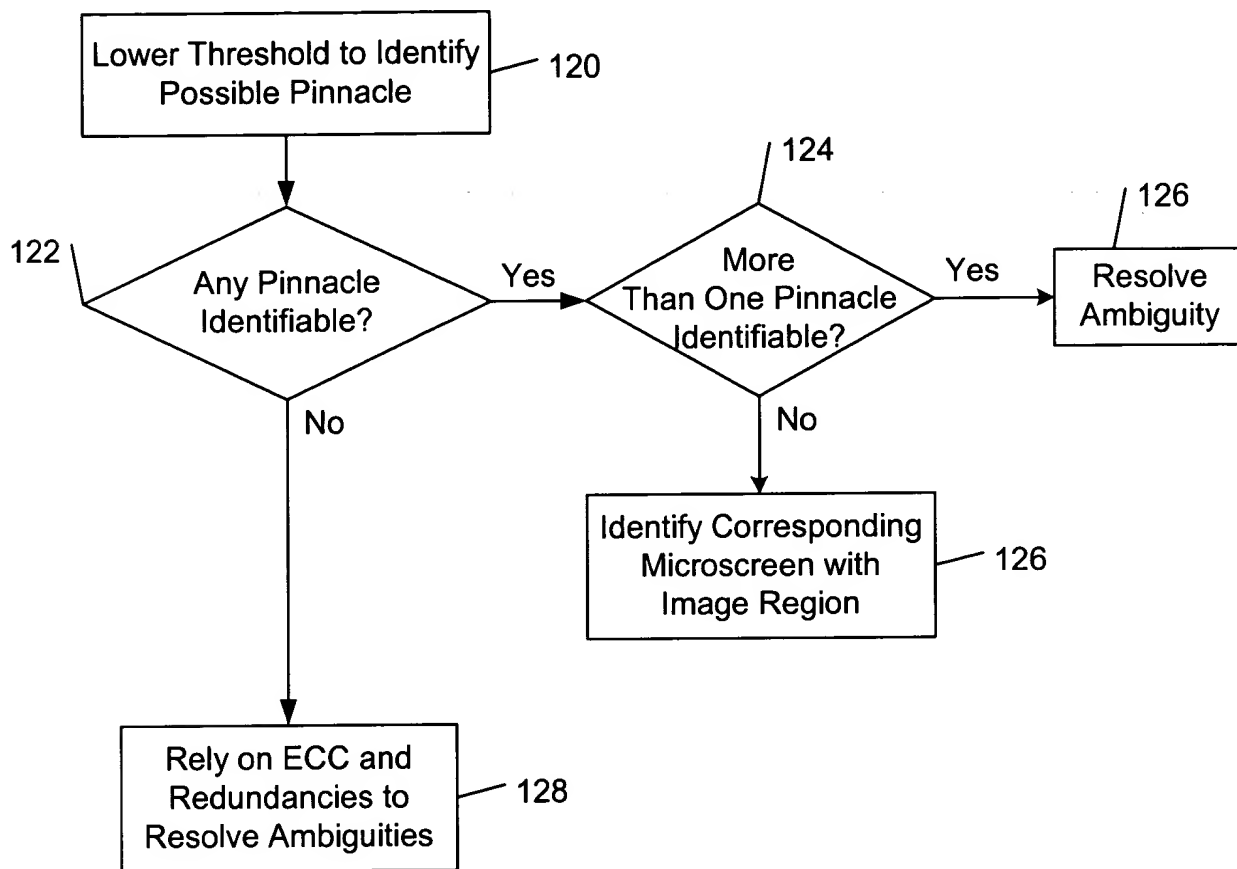 Lower Threshold to Identify
Possible Pinnacle
120
124
126
122
Any Pinnacle
Identifiable?
Yes
More
Than One Pinnacle
Identifiable?
Yes
Resolve
Ambiguity
No
No
Identify Corresponding
Microscreen with
Image Region
126
Rely on ECC and
Redundancies to
Resolve Ambiguities
128